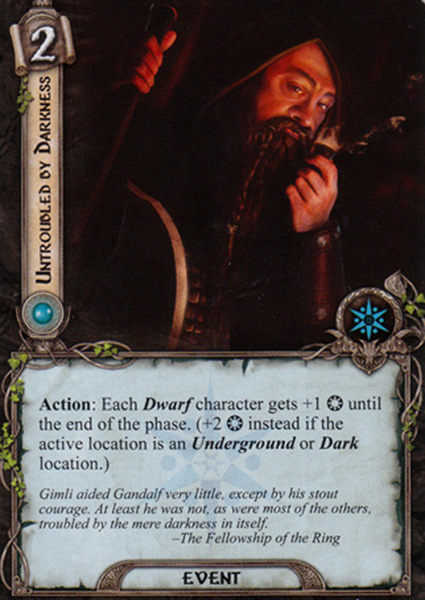 2
UNTROUBLED BY DARKNESS
Action: Each Dwarf character gets +1 until
the end of the phase. (+2 instead if the
active location is an Underground or Dark
location.)
Gimli aided Gandalf very little, except by his stout
courage. At least he was not, as were most of the others,
troubled by the mere darkness in itself.
–The Fellowship of the Ring
EVENT